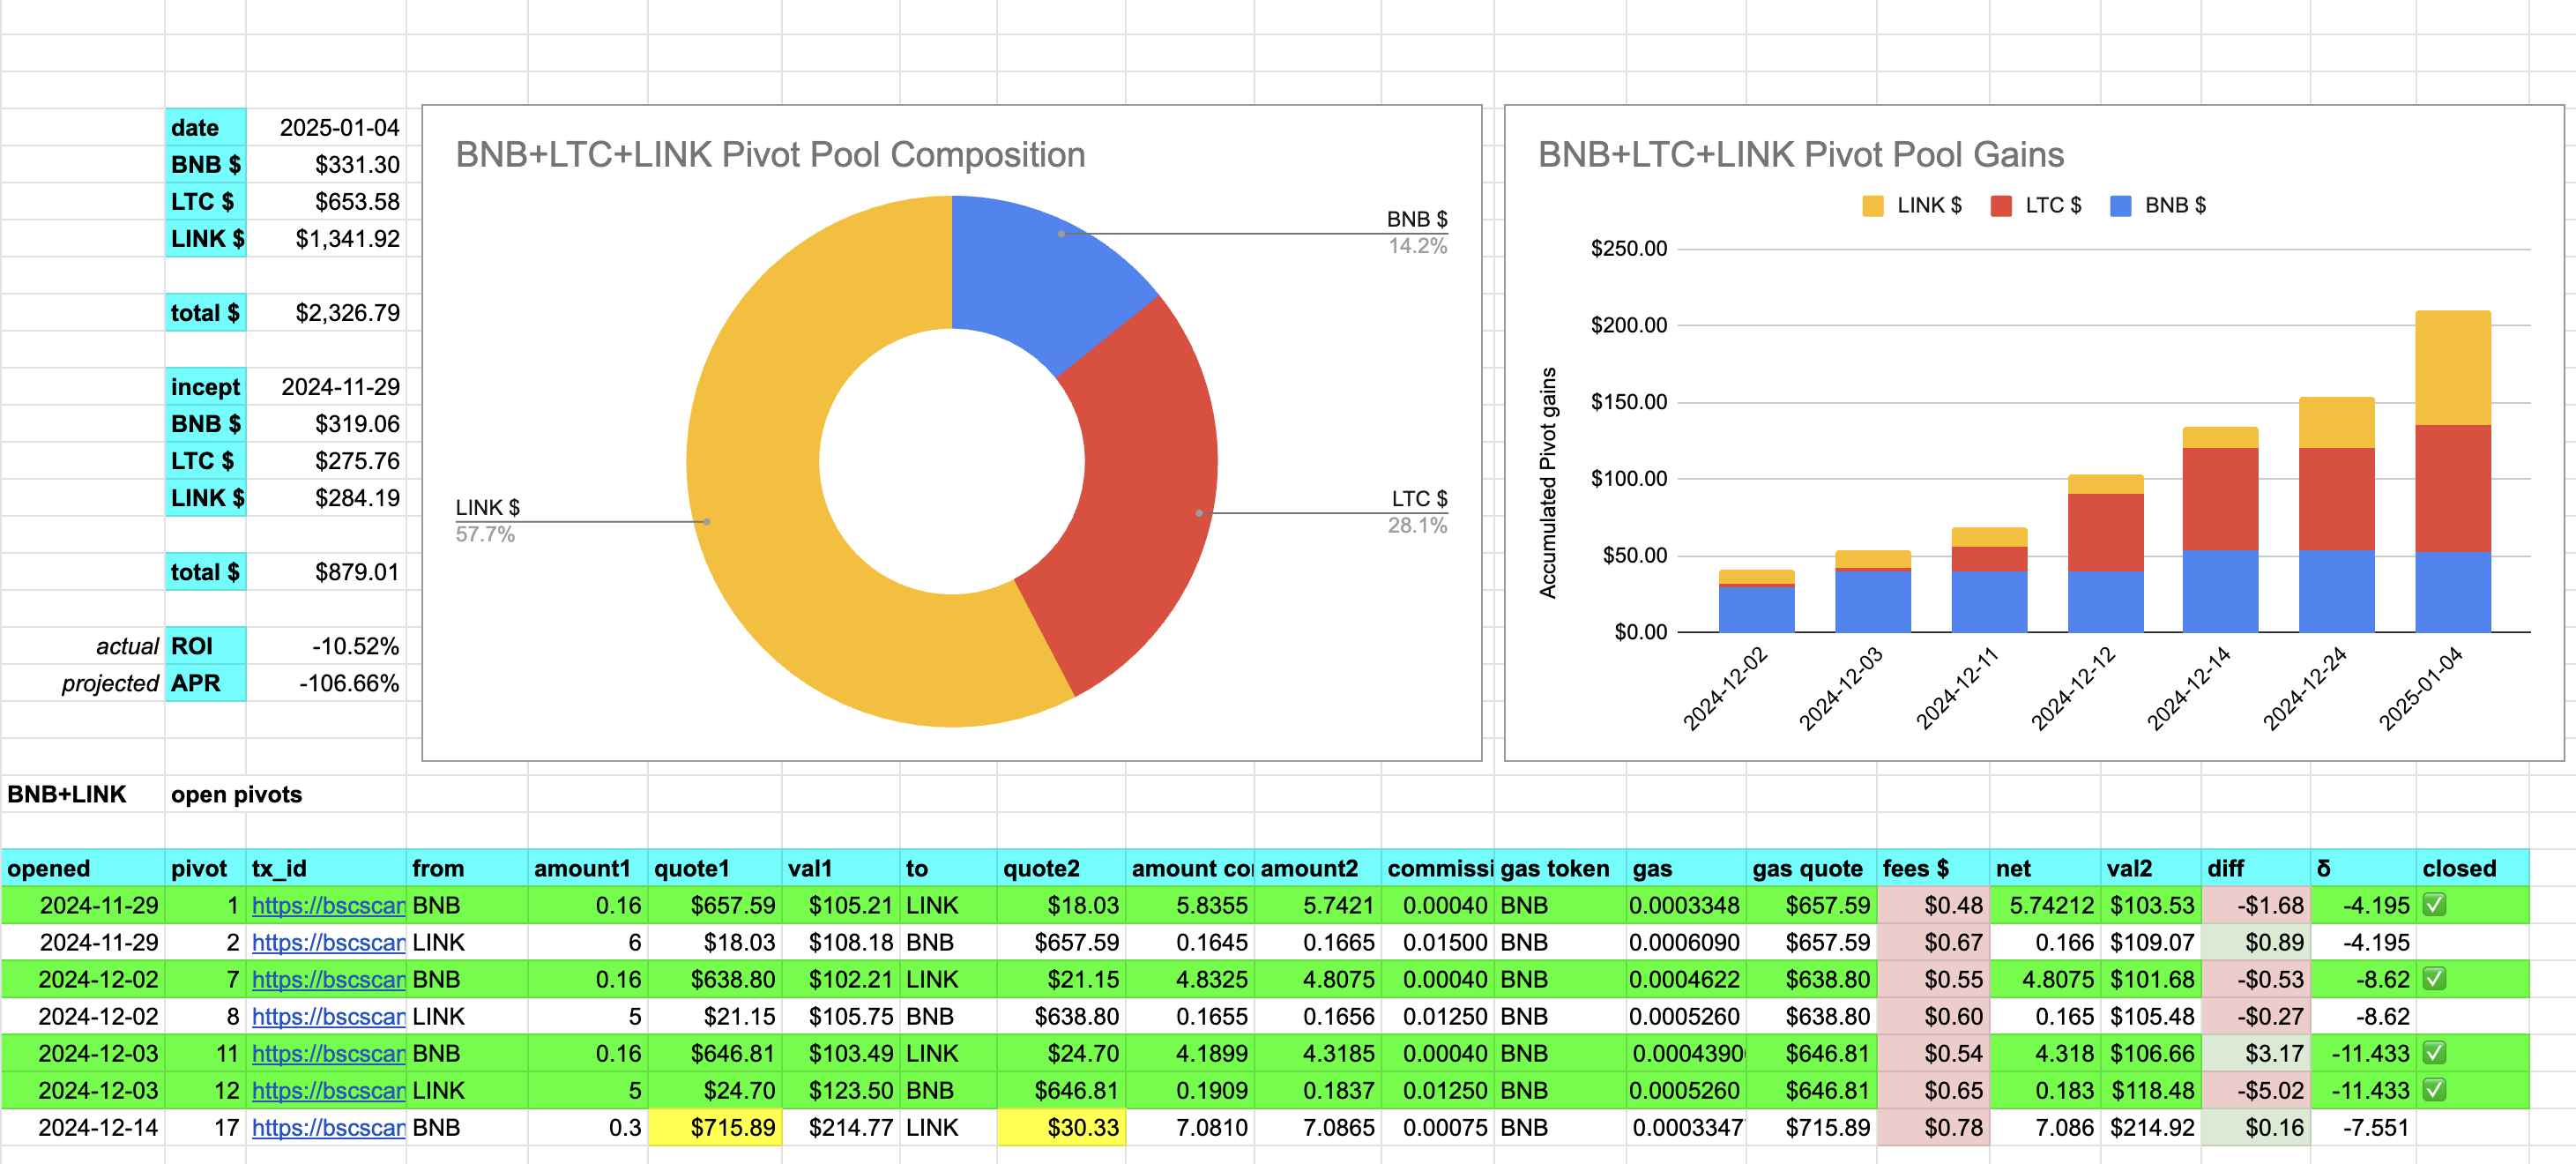 date 2025-01-04
BNB $ $331.30
LTC $ $653.58
LINK $ $1,341.92
total $ $2,326.79
incept 2024-11-29
BNB $ $319.06
LTC $ $275.76
LINK $ $284.19
total $ $879.01
actual ROI -10.52%
projected APR -106.66%
BNB+LTC+LINK Pivot Pool Composition
BNB $
14.2%
LINK $
57.7%
LTC $
28.1%
BNB+LTC+LINK Pivot Pool Gains
LINK $ LTC $ BNB $
Accumulated Pivot gains
$250.00
$200.00
$150.00
$100.00
$50.00
$0.00
2024-12-02 2024-12-03 2024-12-11 2024-12-12 2024-12-14 2024-12-24 2025-01-04
BNB+LINK open pivots
opened pivot tx_id from amount1 quote1 val1 to quote2 amount co amount2 commissi gas token gas gas quote fees $ net val2 diff δ closed
2024-11-29 1 https://bscscan BNB 0.16 $657.59 $105.21 LINK $18.03 5.8355 5.7421 0.00040 BNB 0.0003348 $657.59 $0.48 5.74212 $103.53 -$1.68 -4.195 ✅
2024-11-29 2 https://bscscan LINK 6 $18.03 $108.18 BNB $657.59 0.1645 0.1665 0.01500 BNB 0.0006090 $657.59 $0.67 0.166 $109.07 $0.89 -4.195
2024-12-02 7 https://bscscan BNB 0.16 $638.80 $102.21 LINK $21.15 4.8325 4.8075 0.00040 BNB 0.0004622 $638.80 $0.55 4.8075 $101.68 -$0.53 -8.62 ✅
2024-12-02 8 https://bscscan LINK 5 $21.15 $105.75 BNB $638.80 0.1655 0.1656 0.01250 BNB 0.0005260 $638.80 $0.60 0.165 $105.48 -$0.27 -8.62
2024-12-03 11 https://bscscan BNB 0.16 $646.81 $103.49 LINK $24.70 4.1899 4.3185 0.00040 BNB 0.0004390 $646.81 $0.54 4.318 $106.66 $3.17 -11.433 ✅
2024-12-03 12 https://bscscan LINK 5 $24.70 $123.50 BNB $646.81 0.1909 0.1837 0.01250 BNB 0.0005260 $646.81 $0.65 0.183 $118.48 -$5.02 -11.433 ✅
2024-12-14 17 https://bscscan BNB 0.3 $715.89 $214.77 LINK $30.33 7.0810 7.0865 0.00075 BNB 0.0003347 $715.89 $0.78 7.086 $214.92 $0.16 -7.551